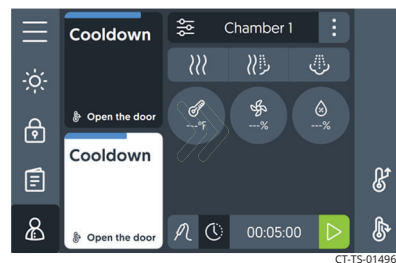 Cooldown
Open the door
Cooldown
Open the door
Chamber 1
---°F
---%
---%
00:05:00
CT-TS-01496